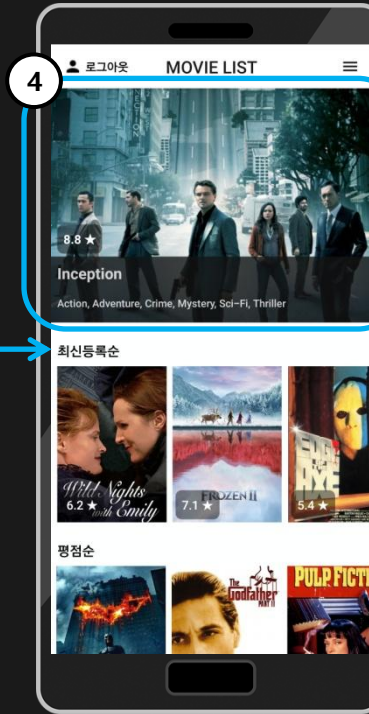 4
로그아웃 MOVIE LIST
8.8 ★
Inception
Action, Adventure, Crime, Mystery, Sci-Fi, Thriller
최신등록순
Wild Nights
with Emily
6.2 ★
FROZEN II
7.1 ★
5.4 ★
평점순
The
Godfather
PART II
PULP FICTI